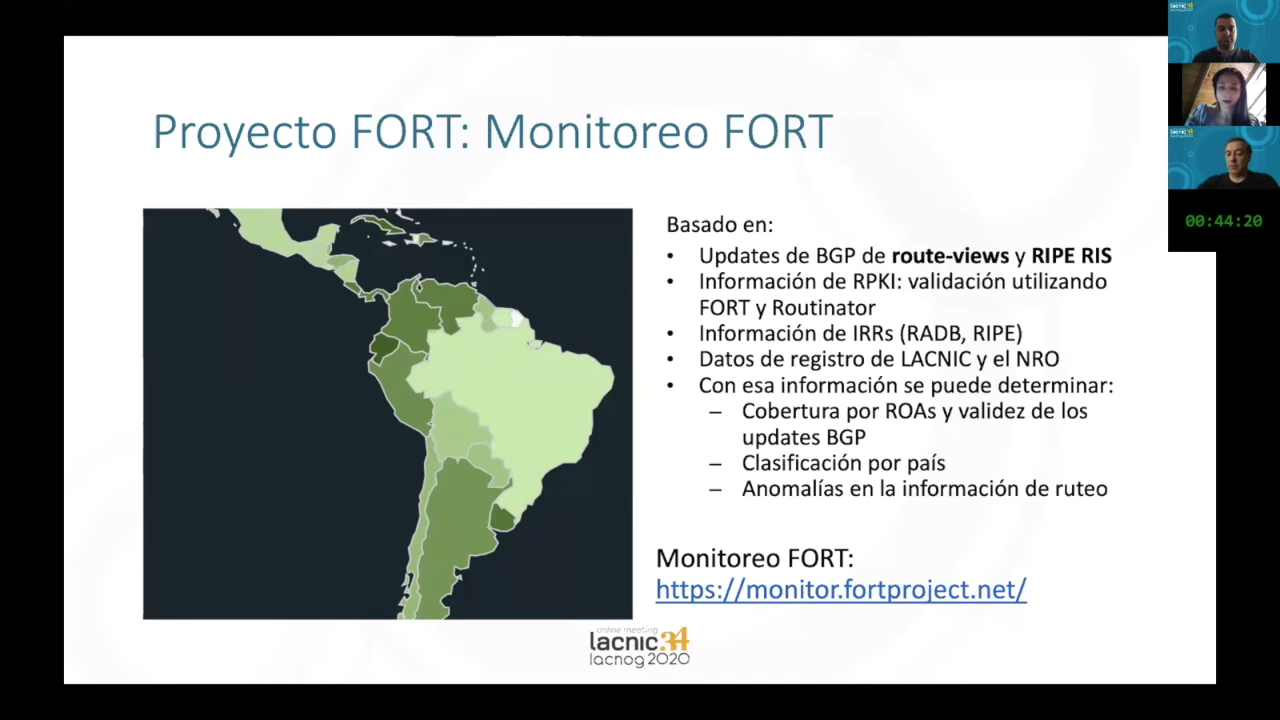 Proyecto FORT: Monitoreo FORT
Basado en:
• Updates de BGP de route-views y RIPE RIS
• Información de RPKI: validación utilizando
FORT y Routinator
• Información de IRRs (RADB, RIPE)
• Datos de registro de LACNIC y el NRO
• Con esa información se puede determinar:
– Cobertura por ROAs y validez de los
updates BGP
– Clasificación por país
– Anomalías en la información de ruteo
Monitoreo FORT:
https://monitor.fortproject.net/
online meeting
lacnic34
lacnog2020
00:44:20